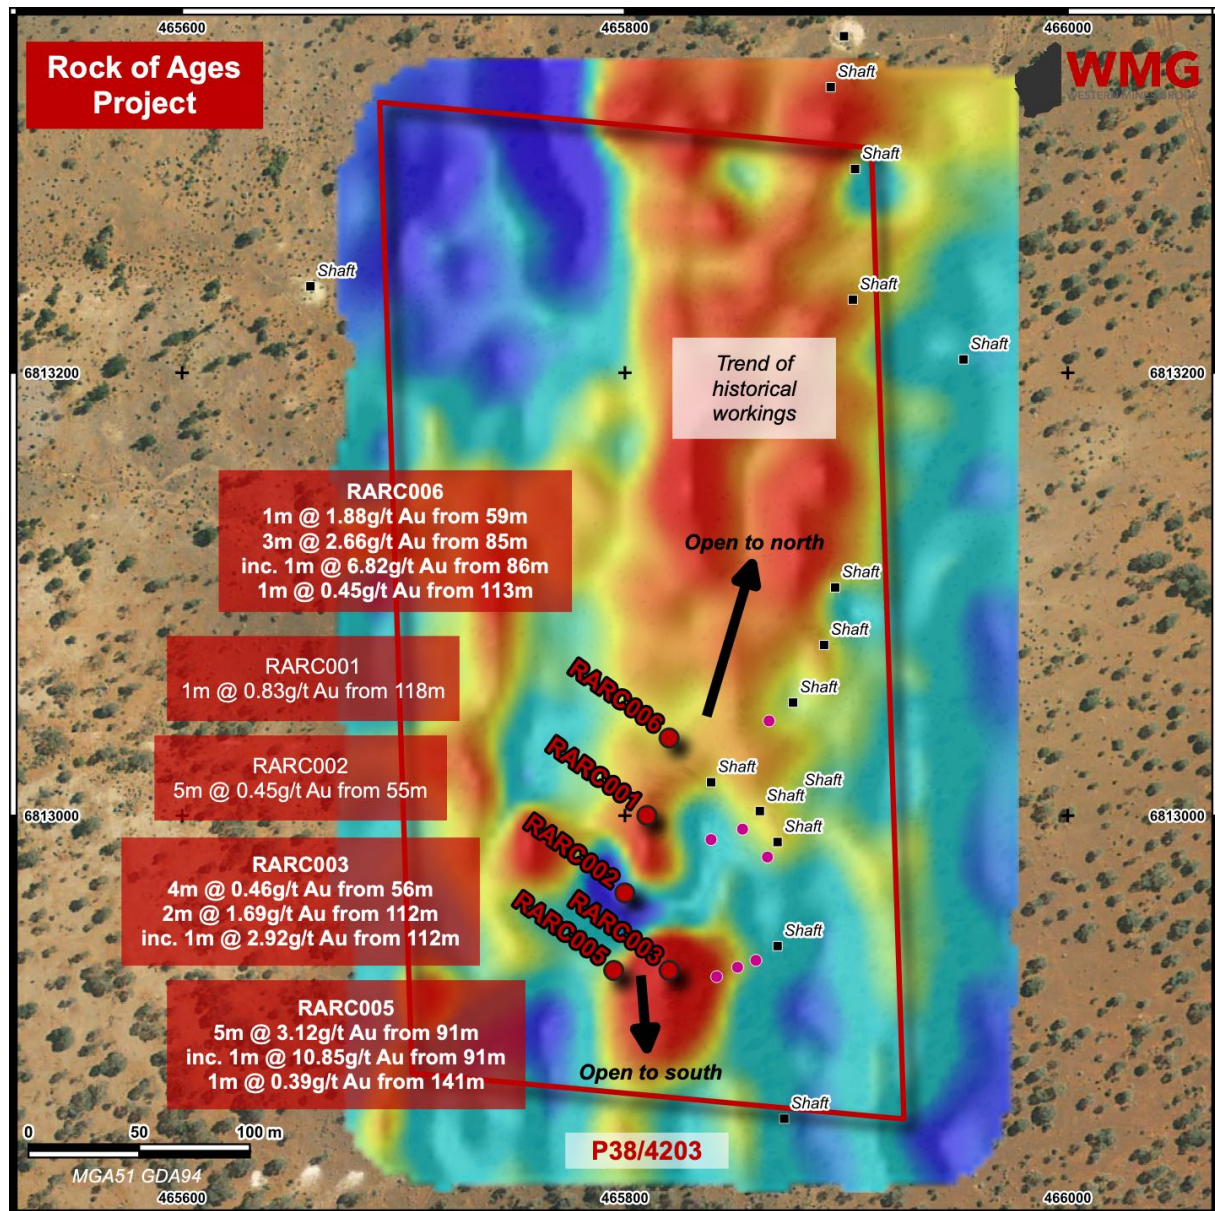 465600
465800
466000
Rock of Ages
Project
WMG
WESTERN MINES GROUP
Shaft
Shaft
Shaft
Shaft
Shaft
6813200
6813200
Trend of
historical
workings
RARC006
1m @ 1.88g/t Au from 59m
3m @ 2.66g/t Au from 85m
inc. 1m @ 6.82g/t Au from 86m
1m @ 0.45g/t Au from 113m
Open to north
Shaft
Shaft
RARC001
1m @ 0.83g/t Au from 118m
Shaft
RARC006
RARC002
5m @ 0.45g/t Au from 55m
Shaft
Shaft
Shaft
RARC001
6813000
6813000
Shaft
RARC002
RARC003
4m @ 0.46g/t Au from 56m
2m @ 1.69g/t Au from 112m
inc. 1m @ 2.92g/t Au from 112m
RARC003
RARC005
Shaft
RARC005
5m @ 3.12g/t Au from 91m
inc. 1m @ 10.85g/t Au from 91m
1m @ 0.39g/t Au from 141m
Open to south
Shaft
0 50 100 m
P38/4203
MGA51 GDA94
465600
465800
466000